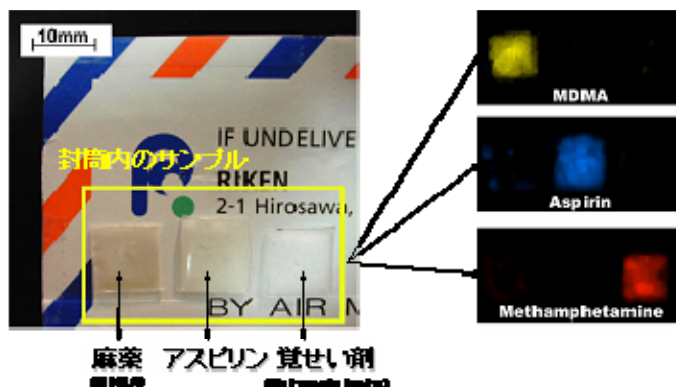 10mm
封筒内のサンプル
IF UNDELIVE
RIKEN
2-1 Hirosawa,
BY AIR M
麻薬
アスピリン
覚せい剤
MDMA
Aspirin
Methamphetamine